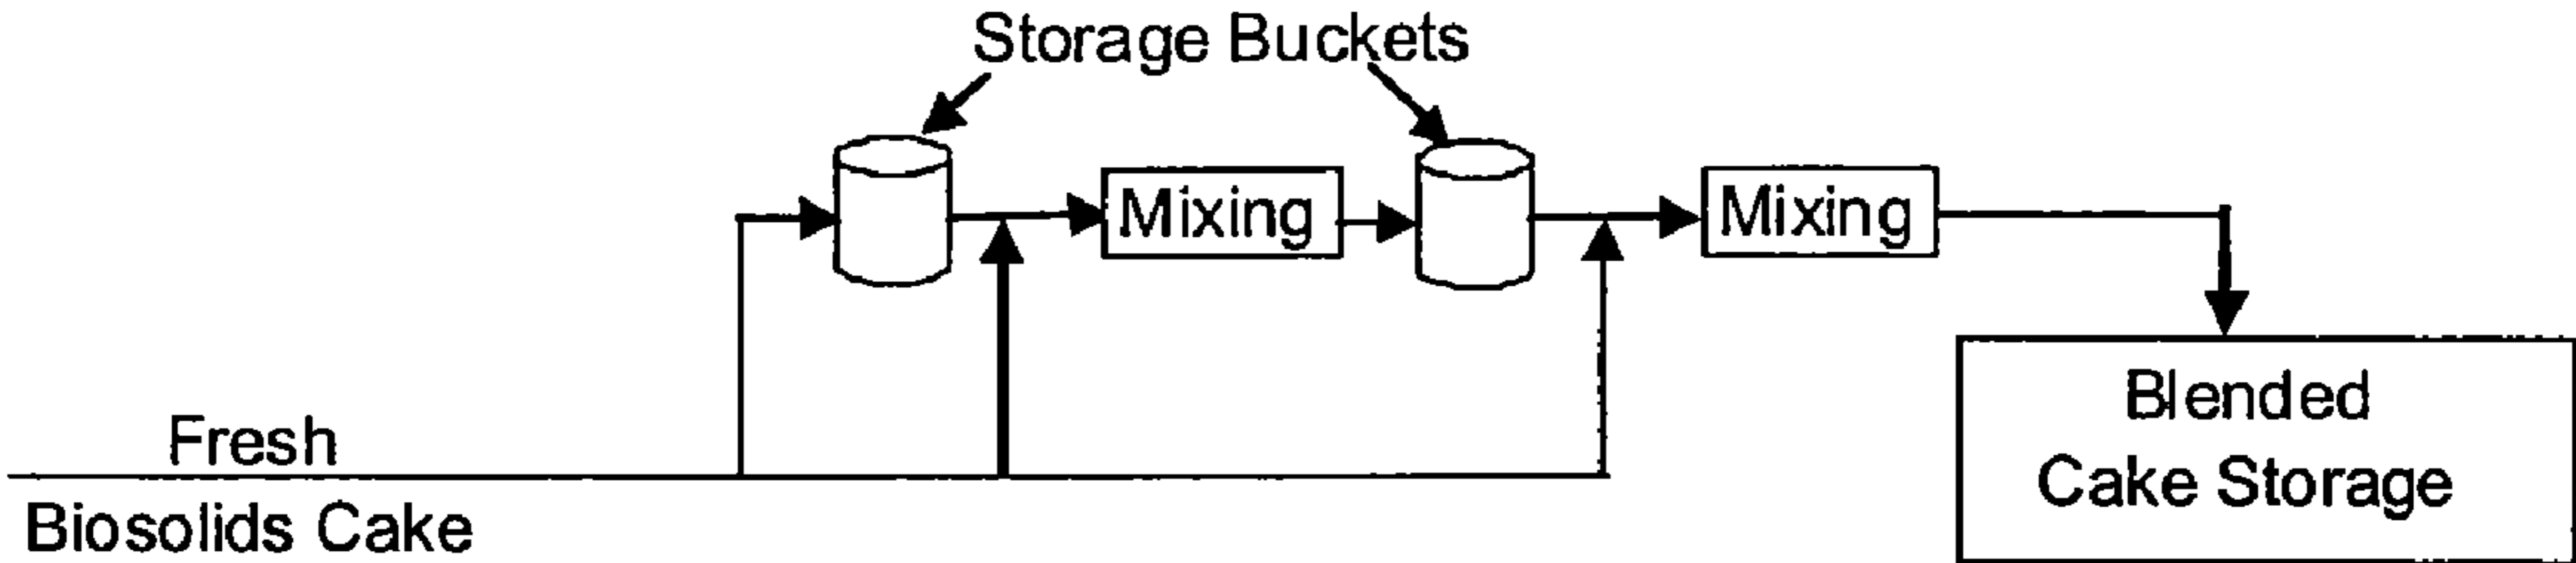 Storage Buckets
Mixing
Mixing
Fresh
Biosolids Cake
Blended
Cake Storage